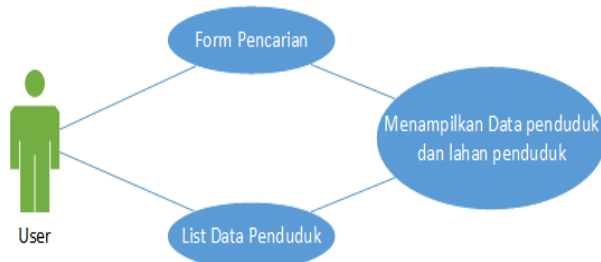 Form Pencarian
Menampilkan Data penduduk
dan lahan penduduk
User
List Data Penduduk